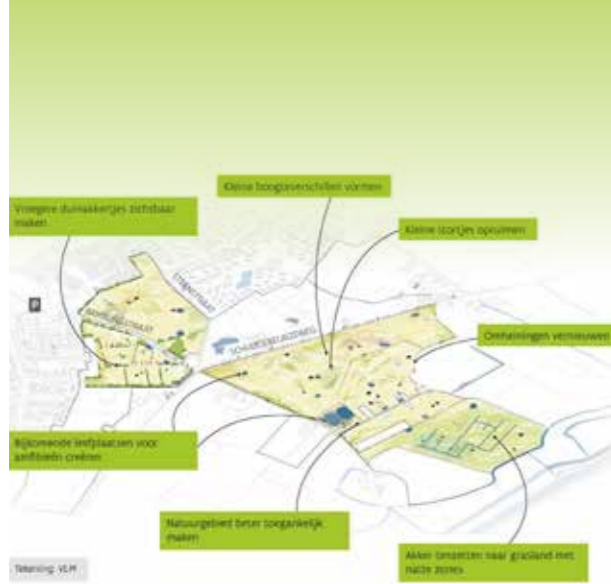 Kleine hoogteverschillen vormen
Vroegere duinakkertjes zichtbaar
maken
Kleine stortjes opruimen
Omheiningen vernieuwen
P
Bijkomende leefplaatsen voor
amfibieën creëren
Natuurgebied beter toegankelijk
maken
Akker omzetten naar grasland met
natte zones
Tekening: VLM